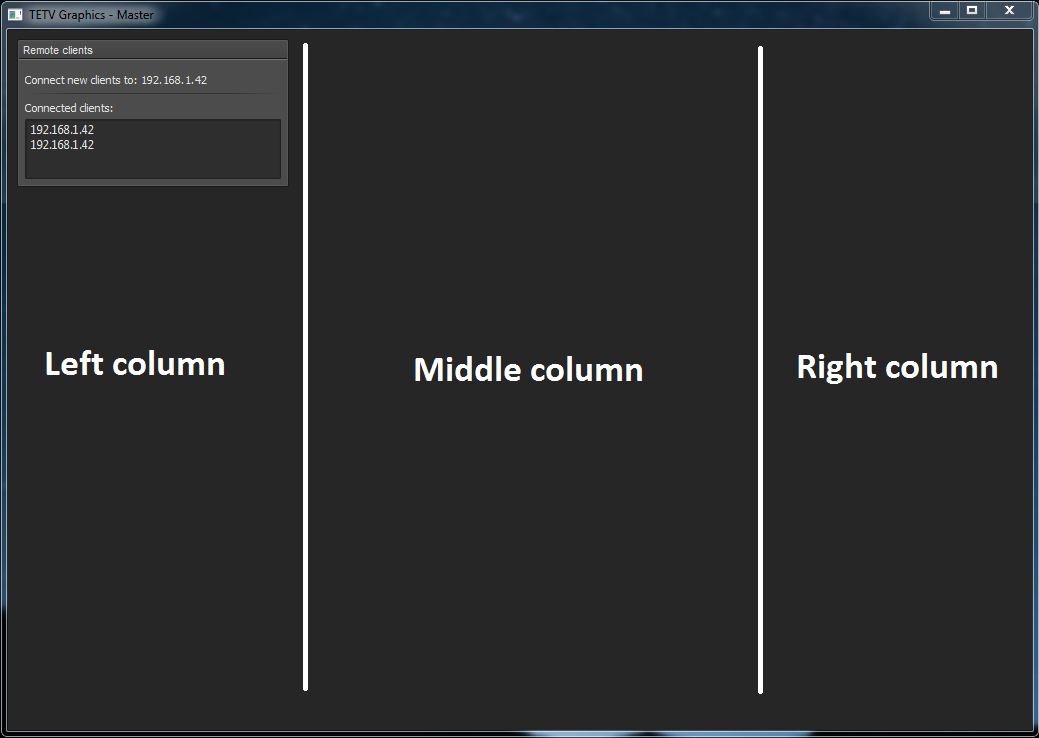 TETV Graphics - Master
Remote clients
Connect new clients to: 192.168.1.42
Connected clients:
192.168.1.42
192.168.1.42
Left column
Middle column
Right column